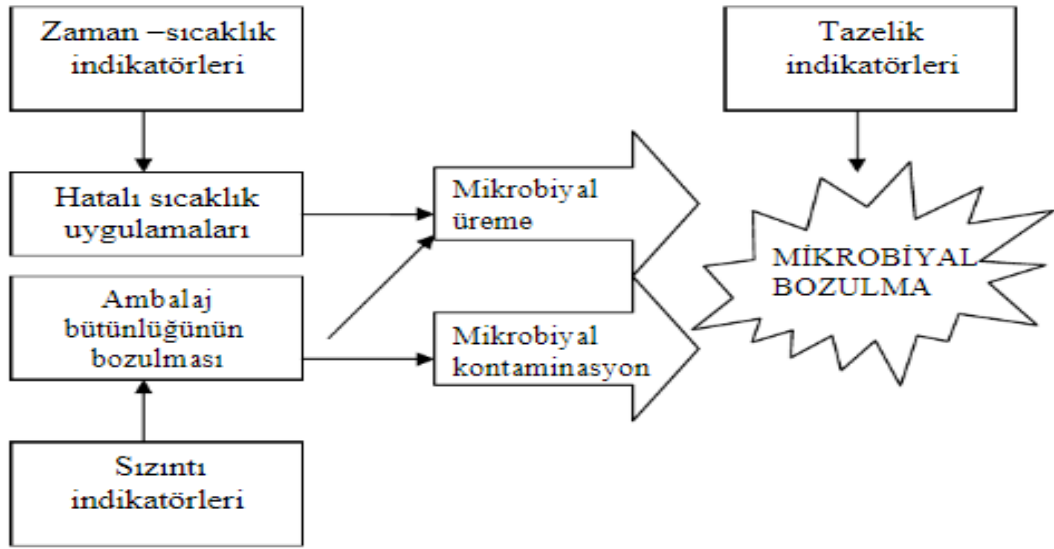 Zaman –sıcaklık
indikatörleri
Tazelik
indikatörleri
Hatalı sıcaklık
uygulamaları
Mikrobiyal
üreme
Ambalaj
bütünlüğünün
bozulması
Mikrobiyal
kontaminasyon
MİKROBİYAL
BOZULMA
Sızıntı
indikatörleri